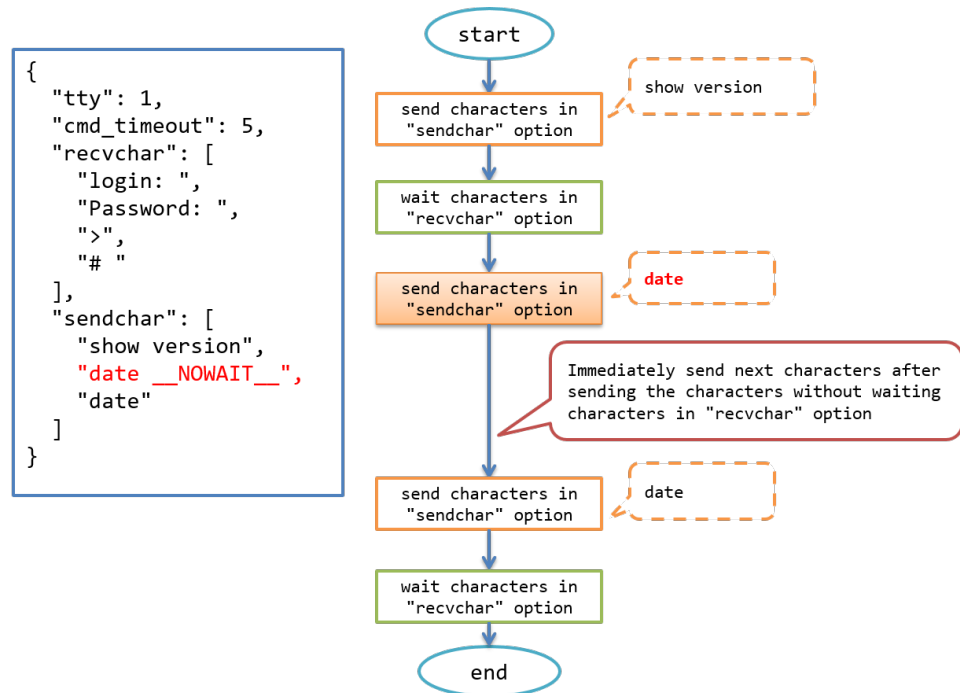 {
  "tty": 1,
  "cmd_timeout": 5,
  "recvchar": [
    "login: ",
    "Password: ",
    ">",
    "# "
  ],
  "sendchar": [
    "show version",
    "date __NOWAIT__",
    "date"
  ]
}
start
send characters in
"sendchar" option
show version
wait characters in
"recvchar" option
send characters in
"sendchar" option
date
Immediately send next characters after
sending the characters without waiting
characters in "recvchar" option
send characters in
"sendchar" option
date
wait characters in
"recvchar" option
end